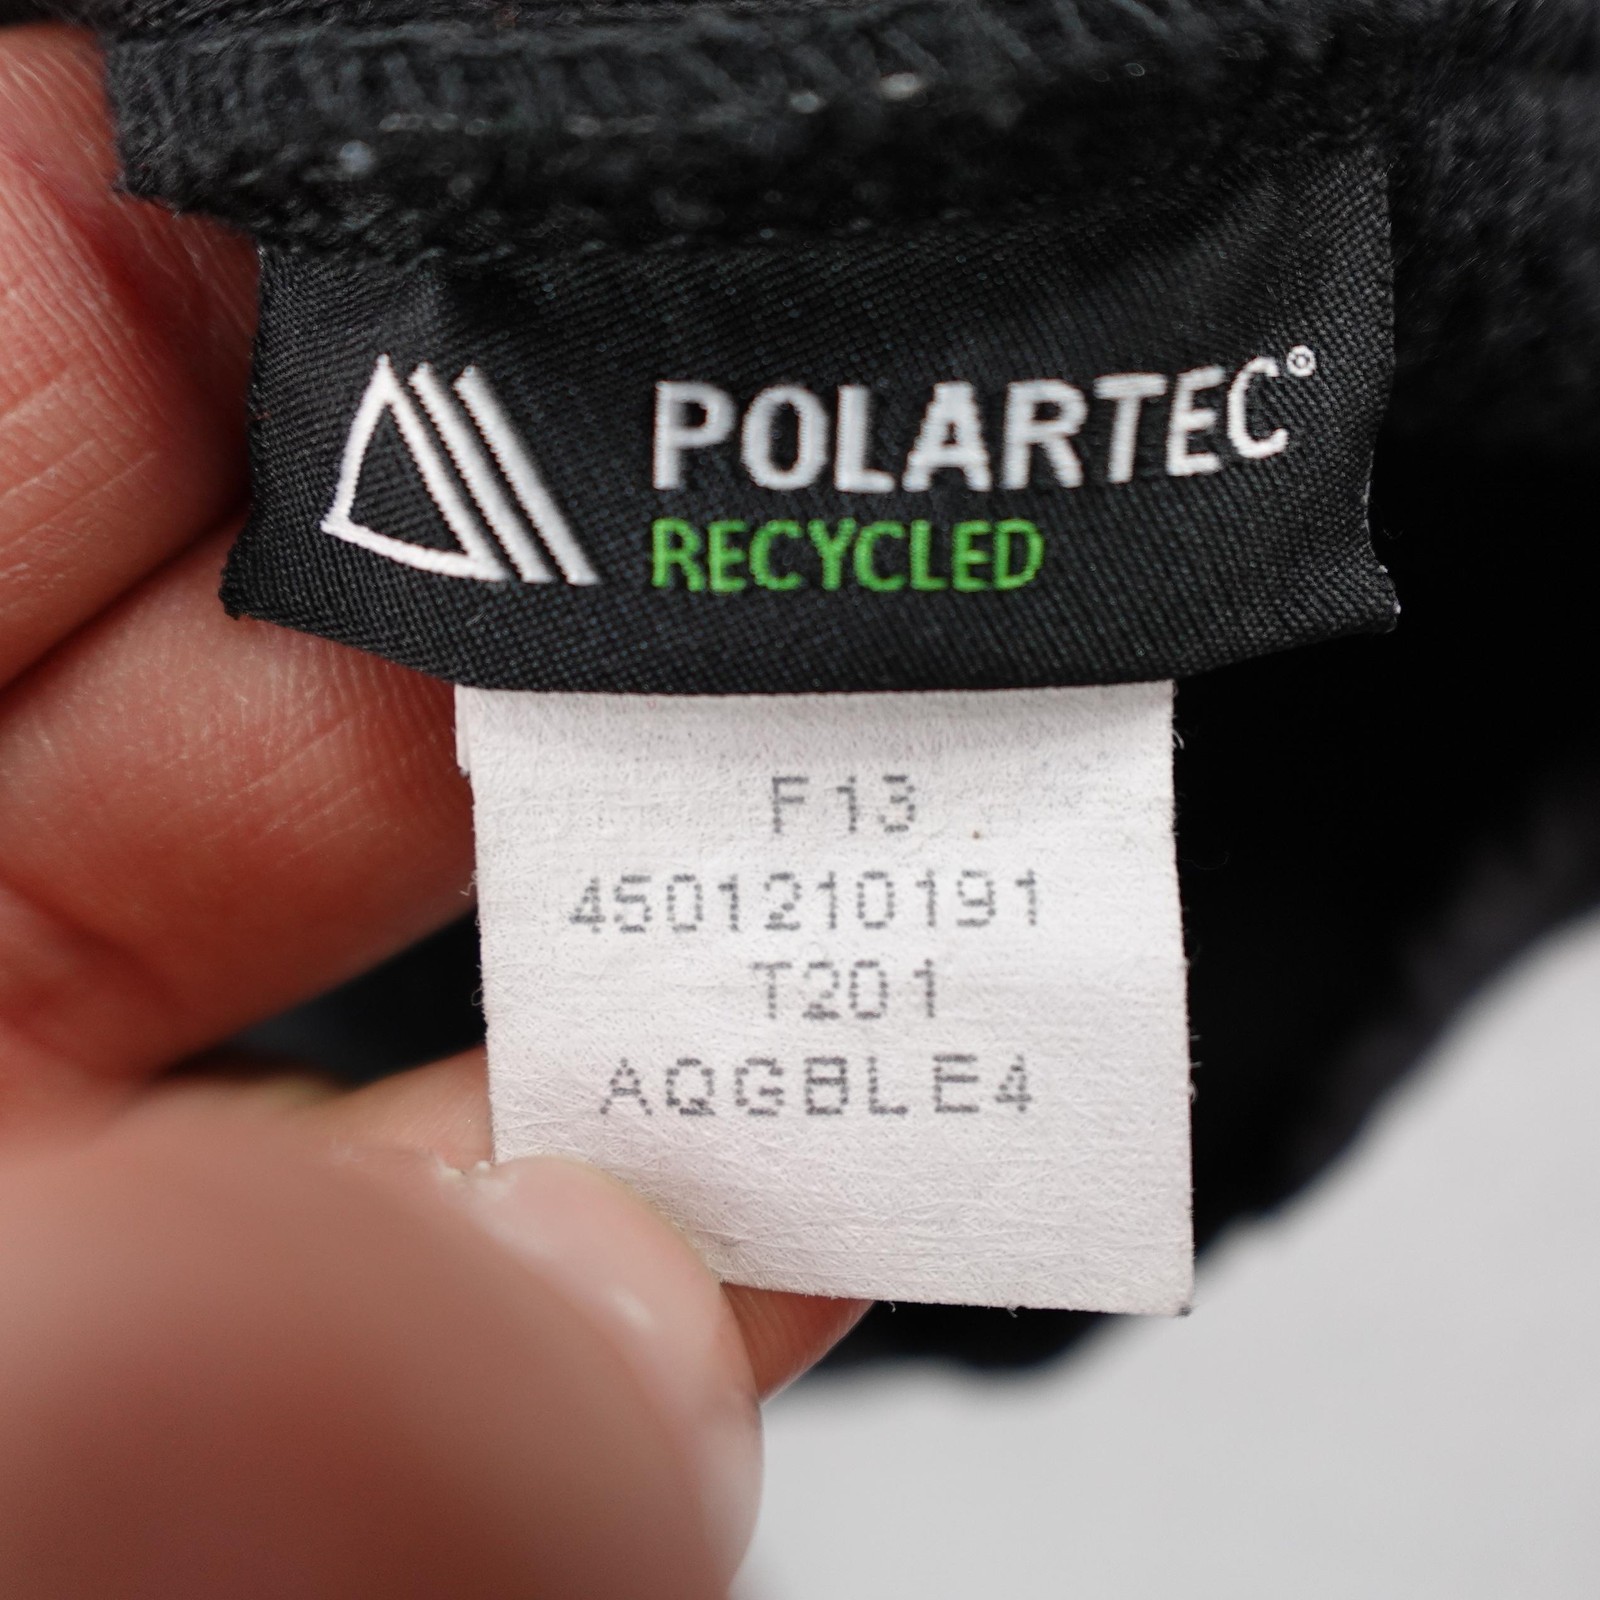 POLARTEC®
RECYCLED
F13
4501210191
T201
AQGBLE4